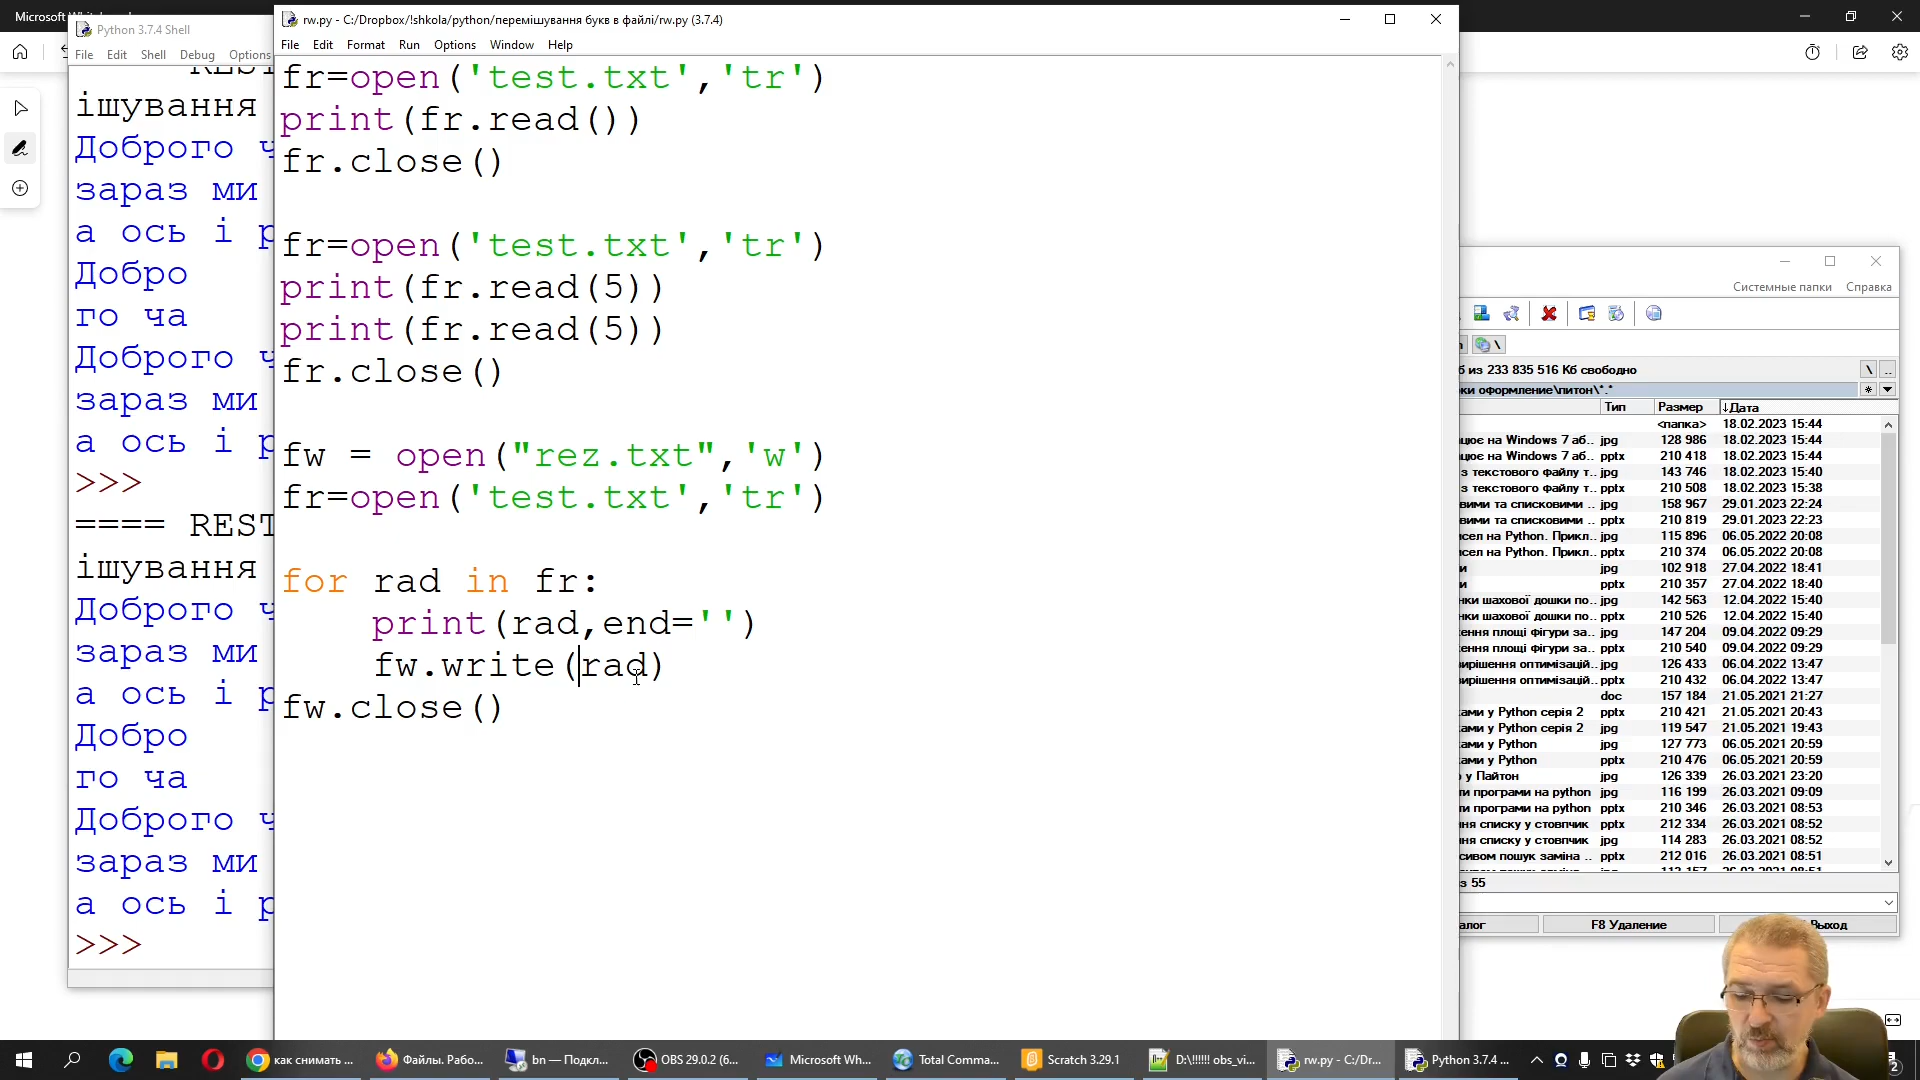 Microsoft Wh
Python 3.7.4 Shell
File Edit Shell Debug Options
ішування
Доброго ч
зараз ми
а ось і р
Добро
го ча
Доброго ч
зараз ми
а ось і р
>>>
==== REST
ішування
Доброго ч
зараз ми
а ось і р
Добро
го ча
Доброго ч
зараз ми
а ось і р
>>>
rw.py - C:/Dropbox/!shkola/python/перемішування букв в файлі/rw.py (3.7.4)
File Edit Format Run Options Window Help
fr=open('test.txt','tr')
print(fr.read())
fr.close()
fr=open('test.txt','tr')
print(fr.read(5))
print(fr.read(5))
fr.close()
fw = open("rez.txt",'w')
fr=open('test.txt','tr')
for rad in fr:
    print(rad,end='')
    fw.write(rad)
fw.close()
Системные папки Справка
\
б из 233 835 516 Кб свободно \ ..
ки оформление\питон\*.* *
Тип Размер ↓Дата
<папка> 18.02.2023 15:44
цює на Windows 7 аб.. jpg 128 986 18.02.2023 15:44
цює на Windows 7 аб.. pptx 210 418 18.02.2023 15:44
з текстового файлу т.. jpg 143 746 18.02.2023 15:40
з текстового файлу т.. pptx 210 508 18.02.2023 15:38
вими та списковими .. jpg 158 967 29.01.2023 22:24
вими та списковими .. pptx 210 819 29.01.2023 22:23
исел на Python. Прикл.. jpg 115 896 06.05.2022 20:08
исел на Python. Прикл.. pptx 210 374 06.05.2022 20:08
и jpg 102 918 27.04.2022 18:41
и pptx 210 357 27.04.2022 18:40
нки шахової дошки по.. jpg 142 563 12.04.2022 15:40
нки шахової дошки по.. pptx 210 526 12.04.2022 15:40
ження площі фігури за.. jpg 147 204 09.04.2022 09:29
ження площі фігури за.. pptx 210 540 09.04.2022 09:29
вирішення оптимізацій.. jpg 126 433 06.04.2022 13:47
вирішення оптимізацій.. pptx 210 432 06.04.2022 13:47
doc 157 184 21.05.2021 21:27
ками у Python серія 2 pptx 210 421 21.05.2021 20:43
ками у Python серія 2 jpg 119 547 21.05.2021 19:43
ками у Python jpg 127 773 06.05.2021 20:59
ками у Python pptx 210 476 06.05.2021 20:59
о у Пайтон jpg 126 339 26.03.2021 23:20
ти програми на python jpg 116 199 26.03.2021 09:09
ти програми на python pptx 210 346 26.03.2021 08:53
ння списку у стовпчик pptx 212 334 26.03.2021 08:52
ння списку у стовпчик jpg 114 283 26.03.2021 08:52
сивом пошук заміна .. pptx 212 016 26.03.2021 08:51
з 55
алог F8 Удаление Выход
как снимать ... Файлы. Рабо... bn — Подкл... OBS 29.0.2 (6... Microsoft Wh... Total Comma... Scratch 3.29.1 D:\!!!!!! obs_vi... rw.py - C:/Dr... Python 3.7.4 ... 2